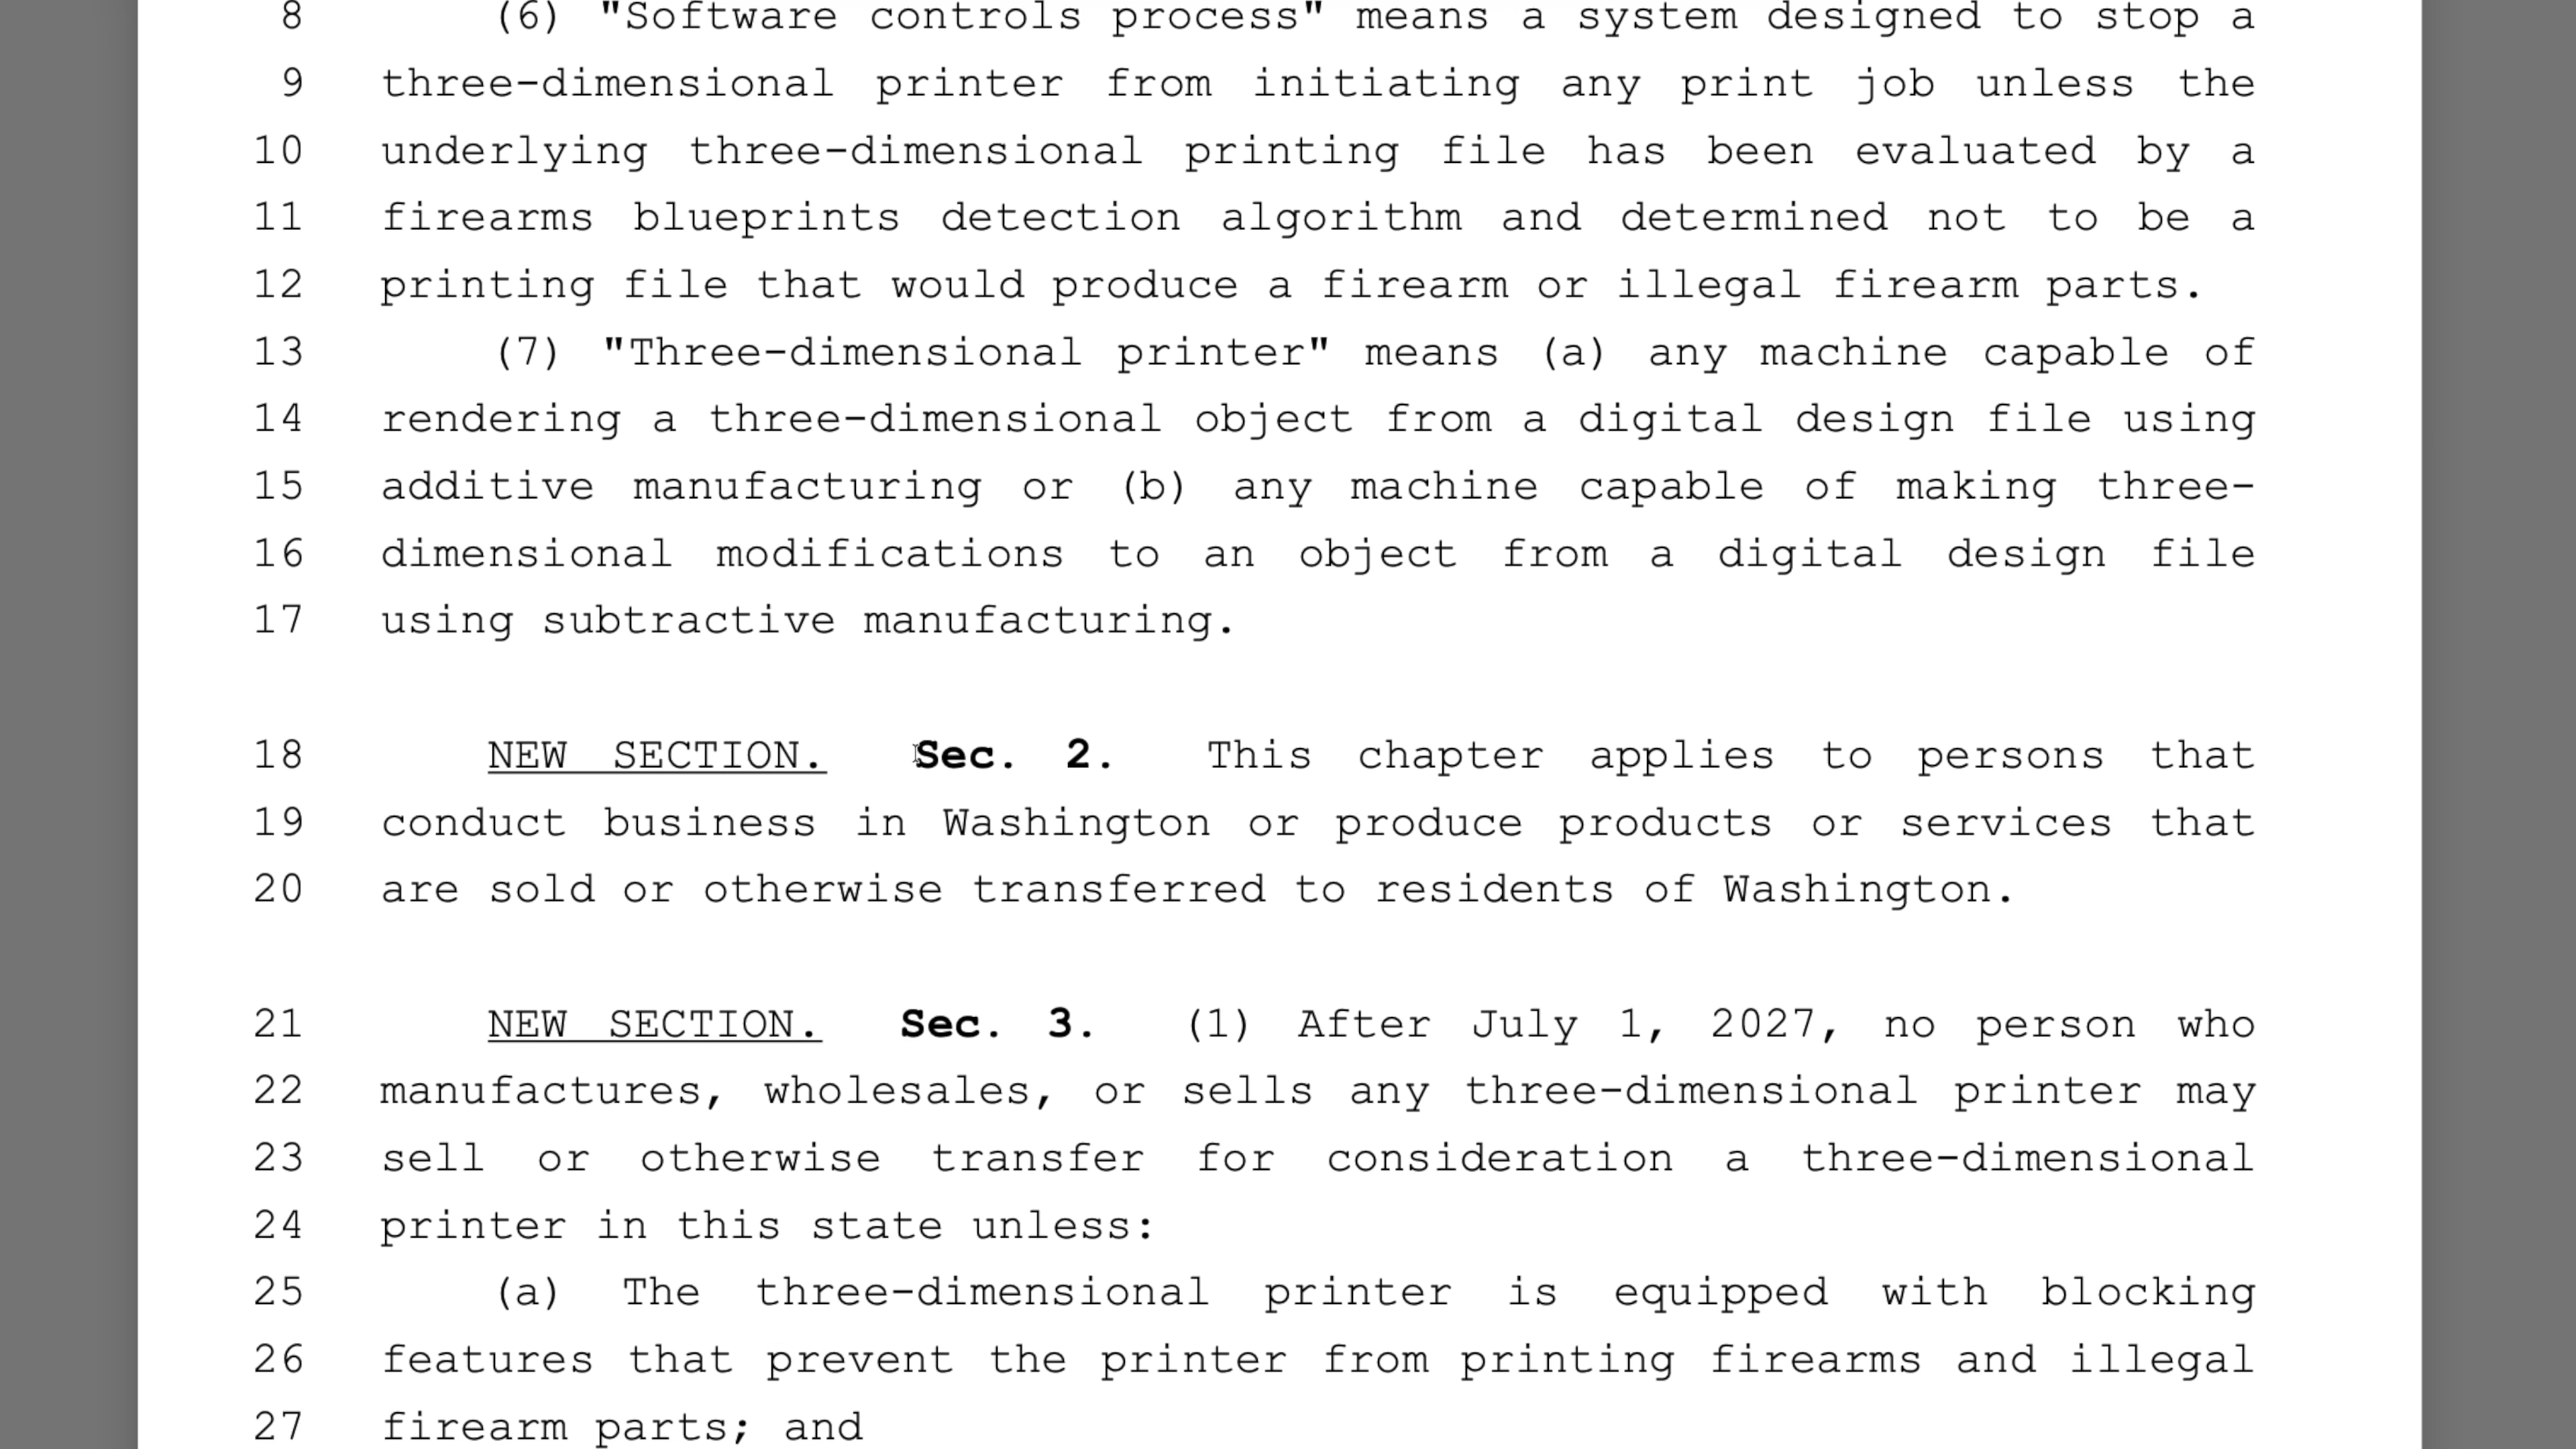 8 (6) "Software controls process" means a system designed to stop a
9 three-dimensional printer from initiating any print job unless the
10 underlying three-dimensional printing file has been evaluated by a
11 firearms blueprints detection algorithm and determined not to be a
12 printing file that would produce a firearm or illegal firearm parts.
13 (7) "Three-dimensional printer" means (a) any machine capable of
14 rendering a three-dimensional object from a digital design file using
15 additive manufacturing or (b) any machine capable of making three-
16 dimensional modifications to an object from a digital design file
17 using subtractive manufacturing.
18 NEW SECTION. Sec. 2. This chapter applies to persons that
19 conduct business in Washington or produce products or services that
20 are sold or otherwise transferred to residents of Washington.
21 NEW SECTION. Sec. 3. (1) After July 1, 2027, no person who
22 manufactures, wholesales, or sells any three-dimensional printer may
23 sell or otherwise transfer for consideration a three-dimensional
24 printer in this state unless:
25 (a) The three-dimensional printer is equipped with blocking
26 features that prevent the printer from printing firearms and illegal
27 firearm parts; and